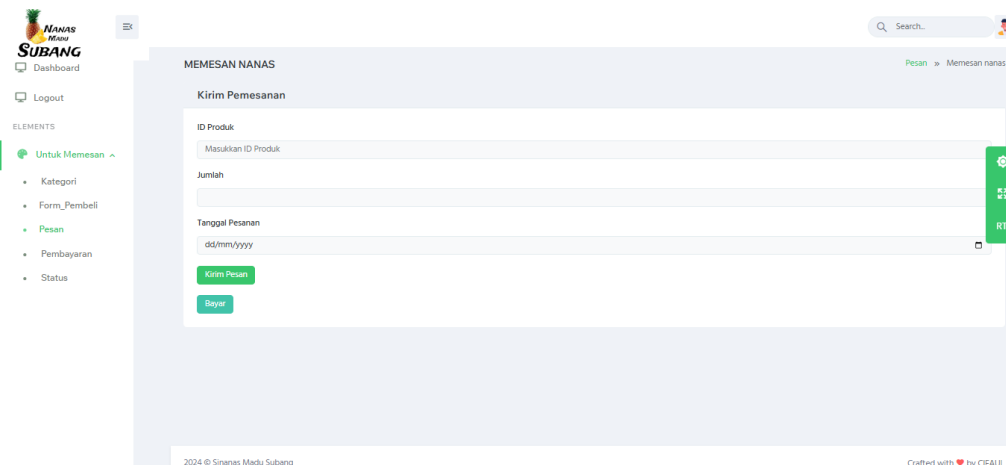 NANAS
MADU
SUBANG
Search..
Dashboard
Logout
ELEMENTS
Untuk Memesan
Kategori
Form_Pembeli
Pesan
Pembayaran
Status
MEMESAN NANAS
Pesan » Memesan nanas
Kirim Pemesanan
ID Produk
Masukkan ID Produk
Jumlah
Tanggal Pesanan
dd/mm/yyyy
Kirim Pesan
Bayar
2024 © Sinanas Madu Subang
Crafted with ❤ by